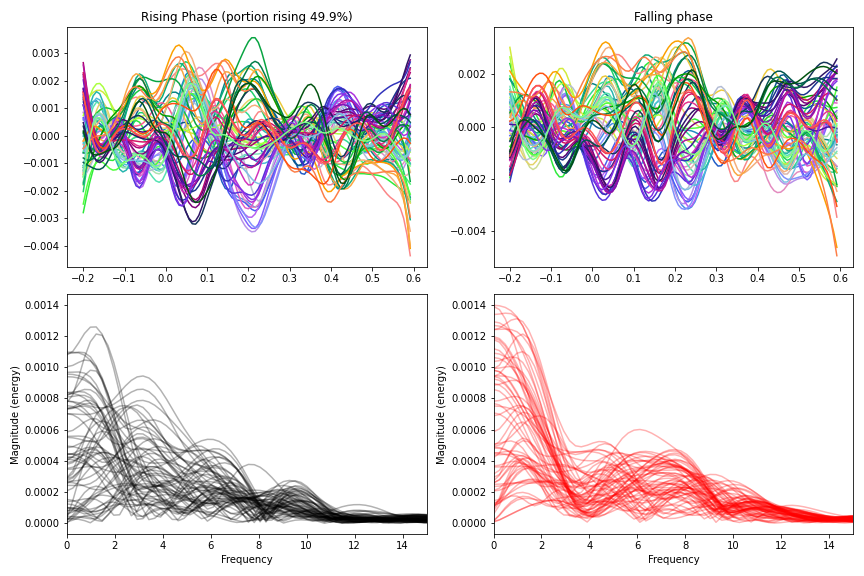 Rising Phase (portion rising 49.9%)
0.003
0.002
0.001
0.000
−0.001
−0.002
−0.003
−0.004
−0.2 −0.1 0.0 0.1 0.2 0.3 0.4 0.5 0.6
Falling phase
0.002
0.000
−0.002
−0.004
−0.2 −0.1 0.0 0.1 0.2 0.3 0.4 0.5 0.6
Magnitude (energy)
0.0014
0.0012
0.0010
0.0008
0.0006
0.0004
0.0002
0.0000
0 2 4 6 8 10 12 14
Frequency
Magnitude (energy)
0.0014
0.0012
0.0010
0.0008
0.0006
0.0004
0.0002
0.0000
0 2 4 6 8 10 12 14
Frequency